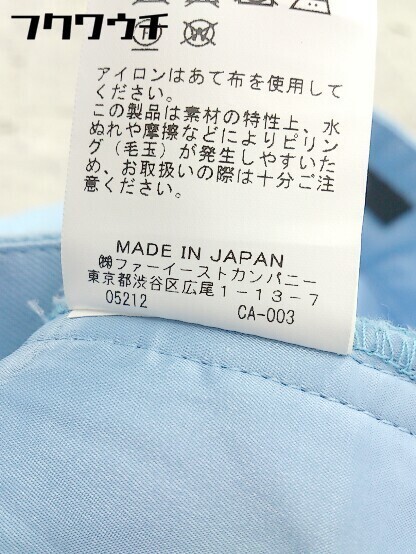 フクワウチ
アイロンはあて布を使用して
ください。
この製品は素材の特性上、水
ぬれや摩擦などによりピリン
グ（毛玉）が発生しやすいた
め、お取扱いの際は十分ご注
意ください。
MADE IN JAPAN
㈱ファーイーストカンパニー
東京都渋谷区広尾1-13-7
05212 CA-003